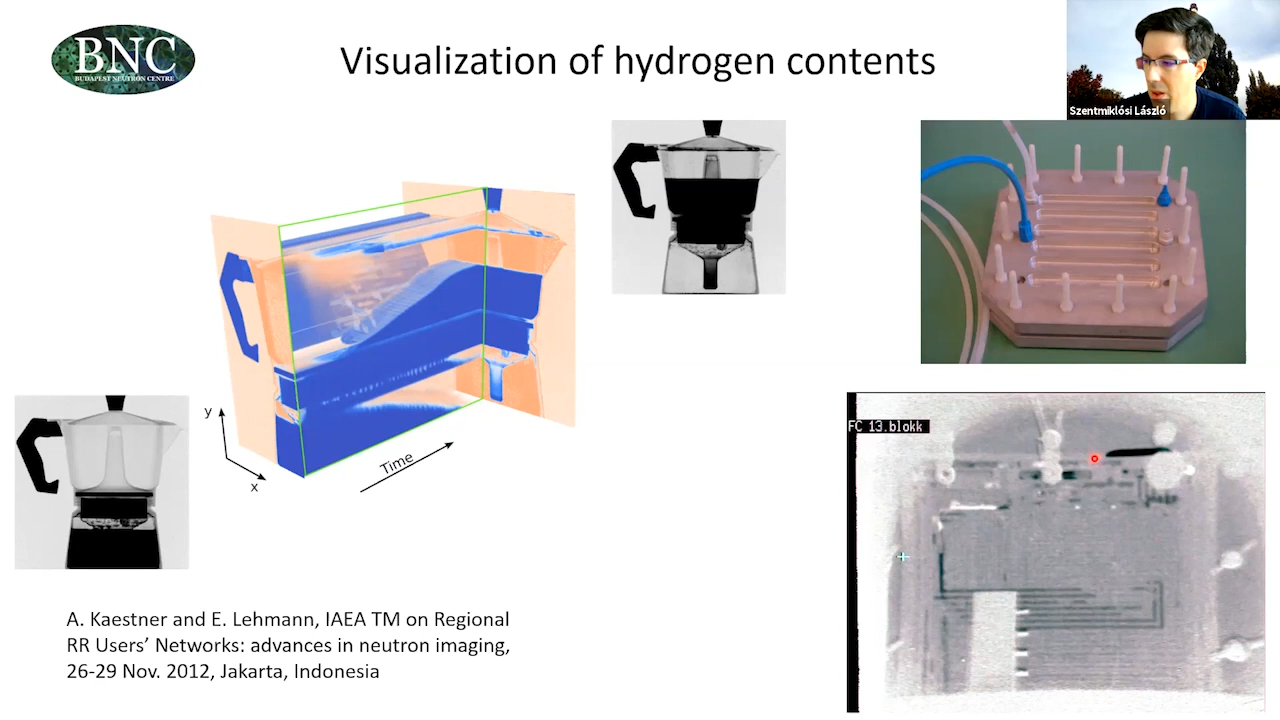 BNC
BUDAPEST NEUTRON CENTRE
Visualization of hydrogen contents
Szentmiklósi László
y
x
Time
FC 13.blokk
A. Kaestner and E. Lehmann, IAEA TM on Regional
RR Users’ Networks: advances in neutron imaging,
26-29 Nov. 2012, Jakarta, Indonesia